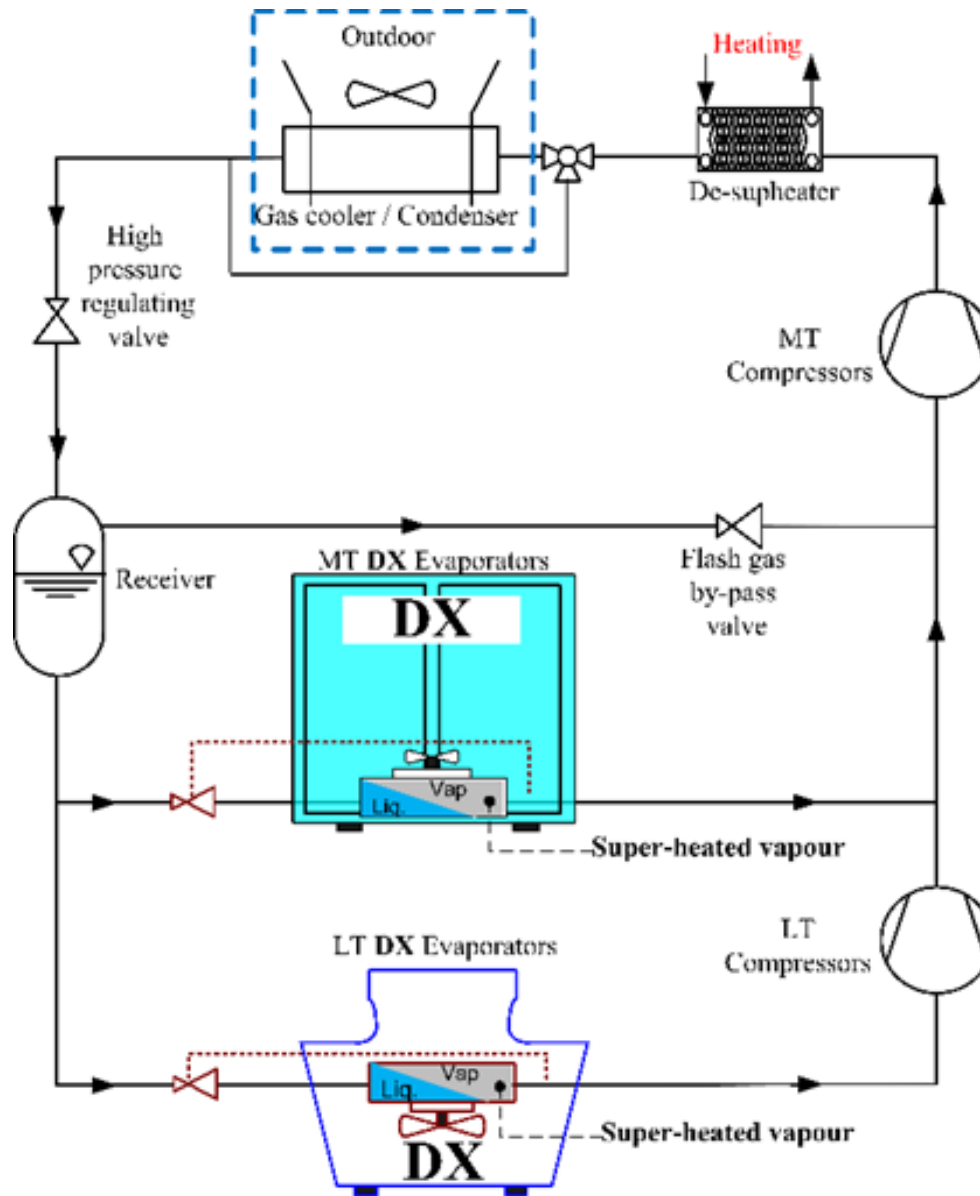 Outdoor
Heating
Gas cooler / Condenser
De-supheater
High
pressure
regulating
valve
MT
Compressors
Receiver
MT DX Evaporators
Flash gas
by-pass
valve
DX
Vap
Liq.
Super-heated vapour
LT DX Evaporators
LT
Compressors
Vap
Liq.
Super-heated vapour
DX